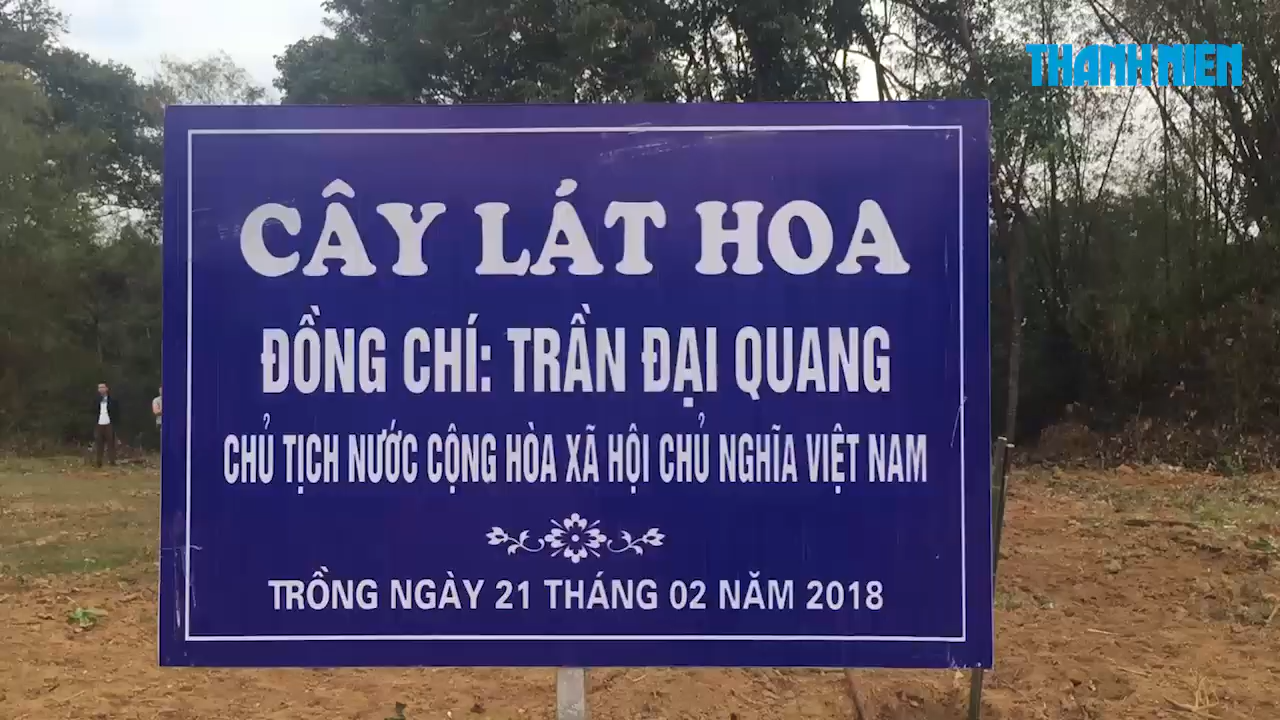 THANH NIEN
CÂY LÁT HOA
ĐỒNG CHÍ: TRẦN ĐẠI QUANG
CHỦ TỊCH NƯỚC CỘNG HÒA XÃ HỘI CHỦ NGHĨA VIỆT NAM
TRỒNG NGÀY 21 THÁNG 02 NĂM 2018